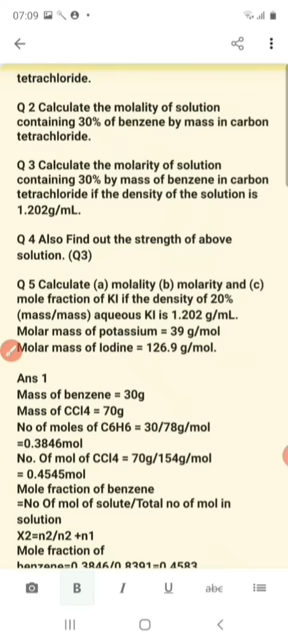 07:09
tetrachloride.
Q 2 Calculate the molality of solution
containing 30% of benzene by mass in carbon
tetrachloride.
Q 3 Calculate the molarity of solution
containing 30% by mass of benzene in carbon
tetrachloride if the density of the solution is
1.202g/mL.
Q 4 Also Find out the strength of above
solution. (Q3)
Q 5 Calculate (a) molality (b) molarity and (c)
mole fraction of KI if the density of 20%
(mass/mass) aqueous KI is 1.202 g/mL.
Molar mass of potassium = 39 g/mol
Molar mass of Iodine = 126.9 g/mol.
Ans 1
Mass of benzene = 30g
Mass of CCl4 = 70g
No of moles of C6H6 = 30/78g/mol
=0.3846mol
No. Of mol of CCl4 = 70g/154g/mol
= 0.4545mol
Mole fraction of benzene
=No Of mol of solute/Total no of mol in
solution
X2=n2/n2 +n1
Mole fraction of
benzene=0.3846/0.8391=0.4583
B I U abc